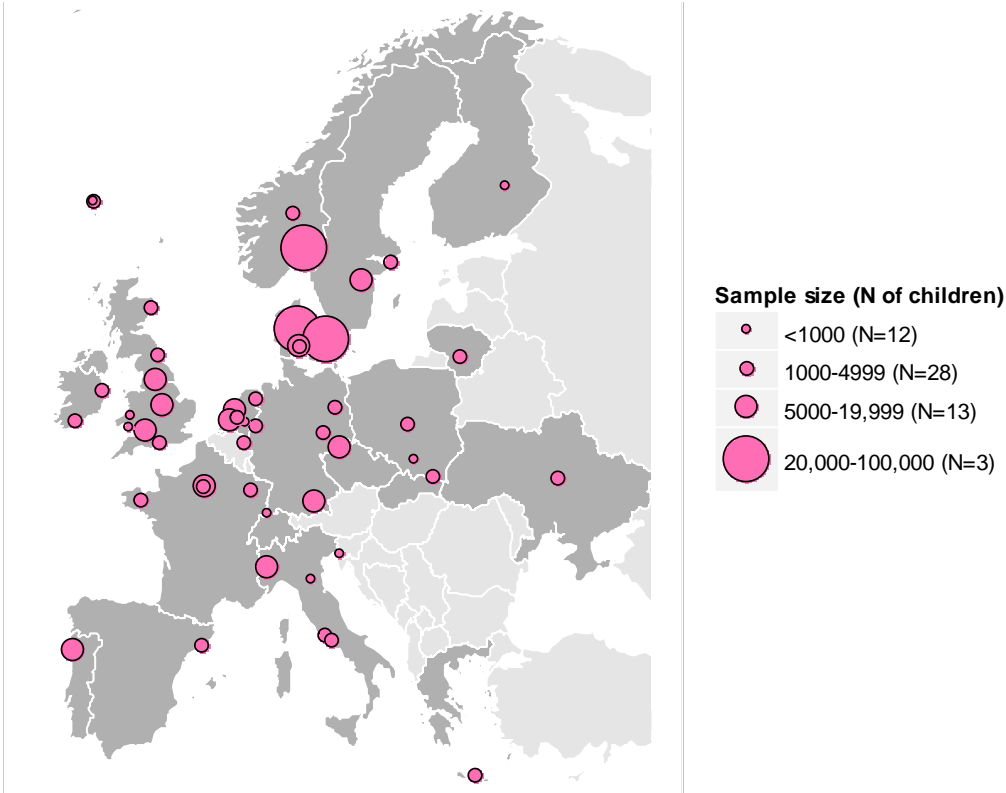 Sample size (N of children)
<1000 (N=12)
1000-4999 (N=28)
5000-19,999 (N=13)
20,000-100,000 (N=3)